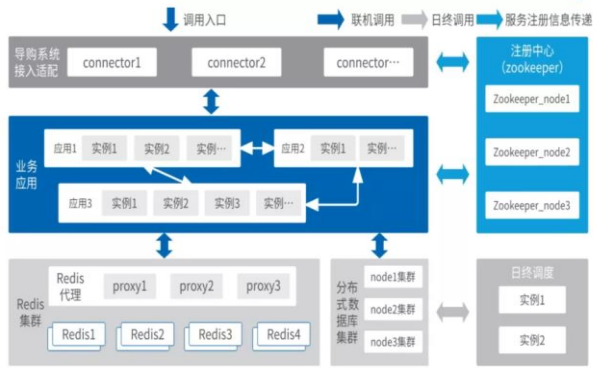 调用入口
联机调用
日终调用
服务注册信息传递
导购系统
接入适配
connector1
connector2
connector…
注册中心
(zookeeper)
Zookeeper_node1
Zookeeper_node2
Zookeeper_node3
业务
应用
应用1
实例1
实例2
实例…
应用2
实例1
实例…
应用3
实例1
实例2
实例3
实例…
Redis
集群
Redis
代理
proxy1
proxy2
proxy3
Redis1
Redis2
Redis3
Redis4
分布
式数
据库
集群
node1集群
node2集群
node3集群
日终调度
实例1
实例2